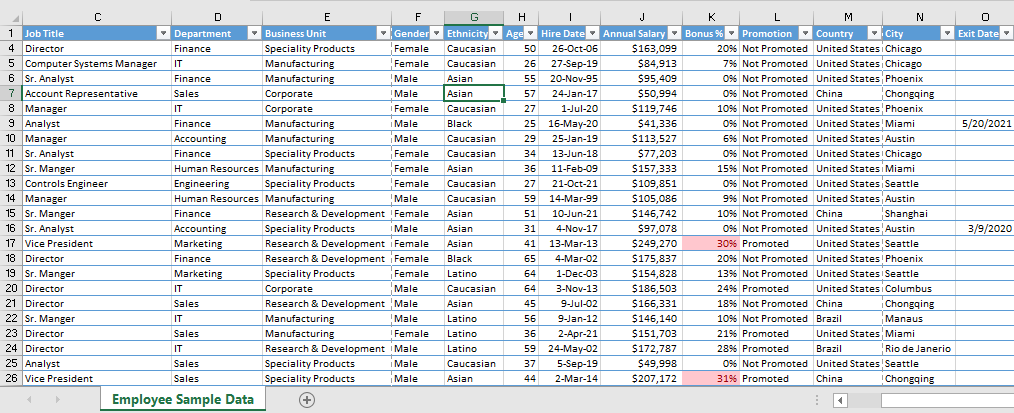 C D E F G H I J K L M N O
1 Job Title Department Business Unit Gender Ethnicity Age Hire Date Annual Salary Bonus % Promotion Country City Exit Date
4 Director Finance Speciality Products Female Caucasian 50 26-Oct-06 $163,099 20% Not Promoted United States Chicago
5 Computer Systems Manager IT Manufacturing Female Caucasian 26 27-Sep-19 $84,913 7% Not Promoted United States Chicago
6 Sr. Analyst Finance Manufacturing Male Asian 55 20-Nov-95 $95,409 0% Not Promoted United States Phoenix
7 Account Representative Sales Corporate Male Asian 57 24-Jan-17 $50,994 0% Not Promoted China Chongqing
8 Manager IT Corporate Female Caucasian 27 1-Jul-20 $119,746 10% Not Promoted United States Phoenix
9 Analyst Finance Manufacturing Male Black 25 16-May-20 $41,336 0% Not Promoted United States Miami 5/20/2021
10 Manager Accounting Manufacturing Male Caucasian 29 25-Jan-19 $113,527 6% Not Promoted United States Austin
11 Sr. Analyst Finance Speciality Products Female Caucasian 34 13-Jun-18 $77,203 0% Not Promoted United States Chicago
12 Sr. Manger Human Resources Manufacturing Female Asian 36 11-Feb-09 $157,333 15% Not Promoted United States Miami
13 Controls Engineer Engineering Speciality Products Female Caucasian 27 21-Oct-21 $109,851 0% Not Promoted United States Seattle
14 Manager Human Resources Manufacturing Male Caucasian 59 14-Mar-99 $105,086 9% Not Promoted United States Austin
15 Sr. Manger Finance Research & Development Female Asian 51 10-Jun-21 $146,742 10% Not Promoted China Shanghai
16 Sr. Analyst Accounting Speciality Products Male Asian 31 4-Nov-17 $97,078 0% Not Promoted United States Austin 3/9/2020
17 Vice President Marketing Research & Development Female Asian 41 13-Mar-13 $249,270 30% Promoted United States Seattle
18 Director Finance Research & Development Female Black 65 4-Mar-02 $175,837 20% Not Promoted United States Phoenix
19 Sr. Manger Marketing Speciality Products Female Latino 64 1-Dec-03 $154,828 13% Not Promoted United States Seattle
20 Director IT Corporate Male Caucasian 64 3-Nov-13 $186,503 24% Promoted United States Columbus
21 Director Sales Research & Development Male Asian 45 9-Jul-02 $166,331 18% Not Promoted China Chongqing
22 Sr. Manger IT Manufacturing Male Latino 56 9-Jan-12 $146,140 10% Not Promoted Brazil Manaus
23 Director Sales Manufacturing Female Latino 36 2-Apr-21 $151,703 21% Promoted United States Miami
24 Director IT Research & Development Male Latino 59 24-May-02 $172,787 28% Promoted Brazil Rio de Janerio
25 Analyst Sales Speciality Products Male Caucasian 37 5-Sep-19 $49,998 0% Not Promoted United States Seattle
26 Vice President Sales Speciality Products Male Asian 44 2-Mar-14 $207,172 31% Promoted China Chongqing
Employee Sample Data